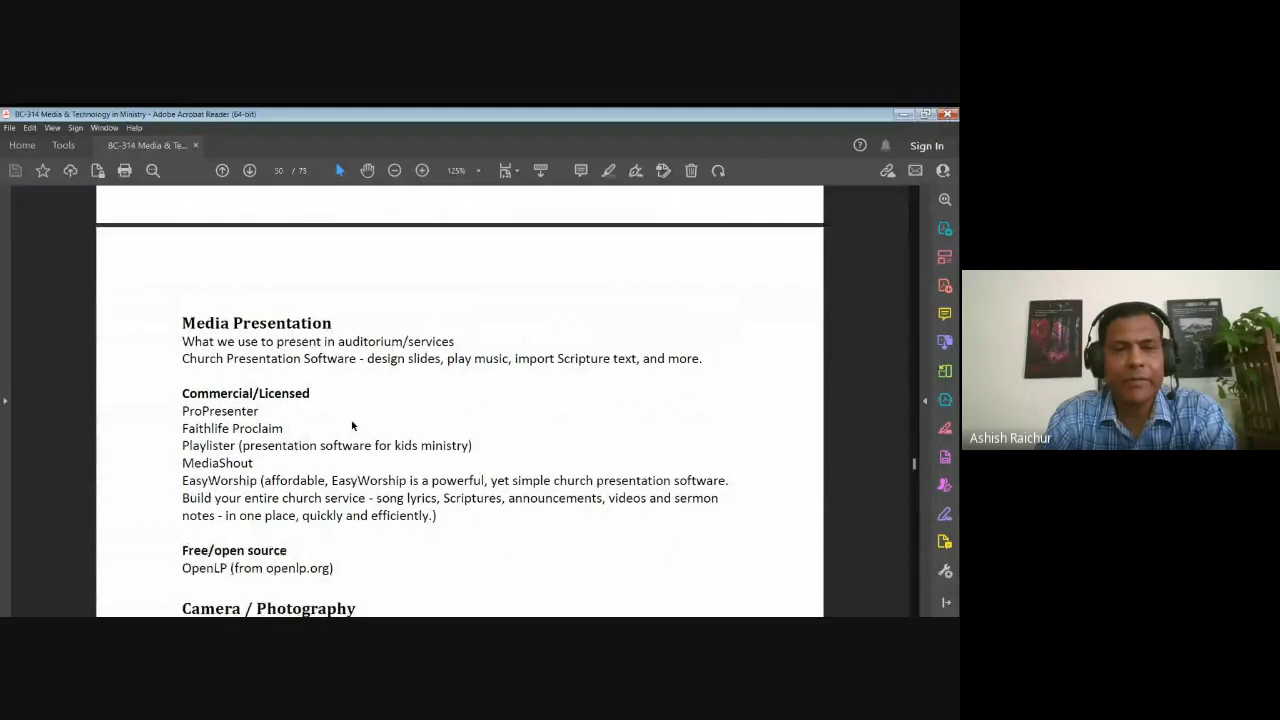 BC-314 Media & Technology in Ministry - Adobe Acrobat Reader (64-bit)
File Edit View Sign Window Help
Home Tools BC-314 Media & Te... × Sign In
50 / 75 125%
Media Presentation
What we use to present in auditorium/services
Church Presentation Software - design slides, play music, import Scripture text, and more.
Commercial/Licensed
ProPresenter
Faithlife Proclaim
Playlister (presentation software for kids ministry)
MediaShout
EasyWorship (affordable, EasyWorship is a powerful, yet simple church presentation software.
Build your entire church service - song lyrics, Scriptures, announcements, videos and sermon
notes - in one place, quickly and efficiently.)
Free/open source
OpenLP (from openlp.org)
Camera / Photography
Ashish Raichur